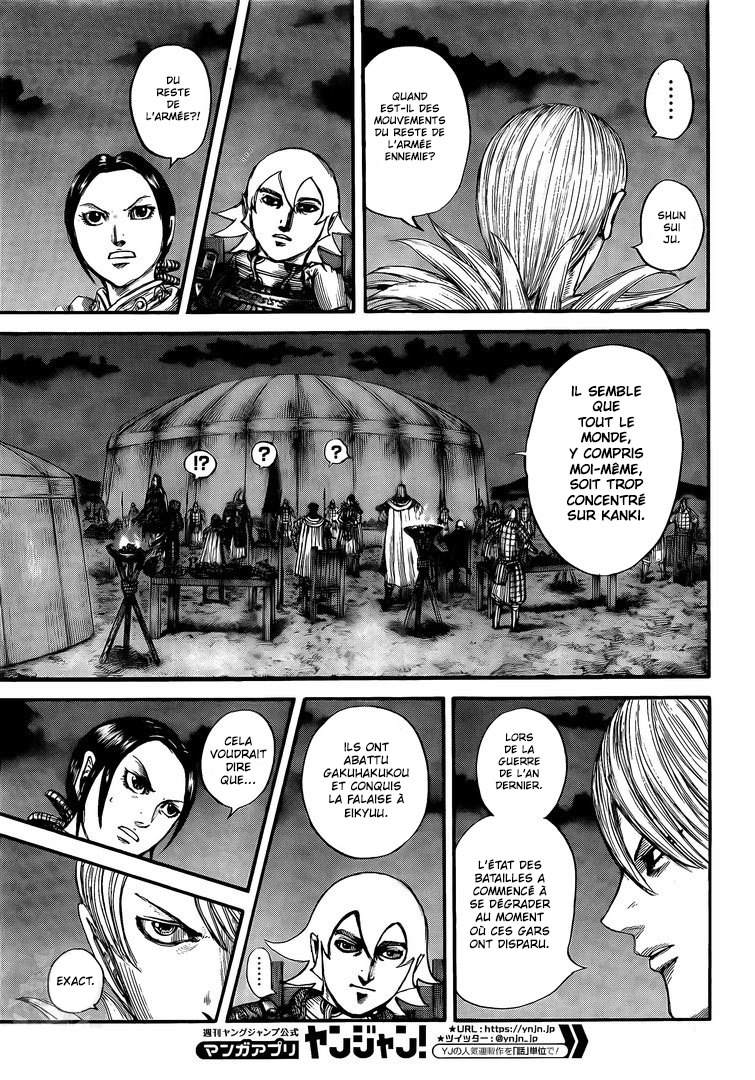 ......
SHUN
SUI
JU.
QUAND
EST-IL DES
MOUVEMENTS
DU RESTE
DE L'ARMÉE
ENNEMIE?
DU
RESTE
DE
L'ARMÉE?!
IL SEMBLE
QUE
TOUT LE
MONDE,
Y COMPRIS
MOI-MÊME,
SOIT TROP
CONCENTRÉ
SUR KANKI.
?
?
!?
LORS
DE LA
GUERRE
DE L'AN
DERNIER.
L'ÉTAT DES
BATAILLES
A COMMENCÉ À
SE DÉGRADER
AU MOMENT
OÙ CES GARS
ONT DISPARU.
ILS ONT
ABATTU
GAKUHAKUKOU
ET CONQUIS
LA FALAISE À
EIKYUU.
......
CELA
VOUDRAIT
DIRE
QUE...
EXACT.
週刊ヤングジャンプ公式
マンガアプリ
ヤンジャン!
★URL:https://ynjn.jp
★ツイッター:@ynjn_jp
YJの人気連載作を「話」単位で!